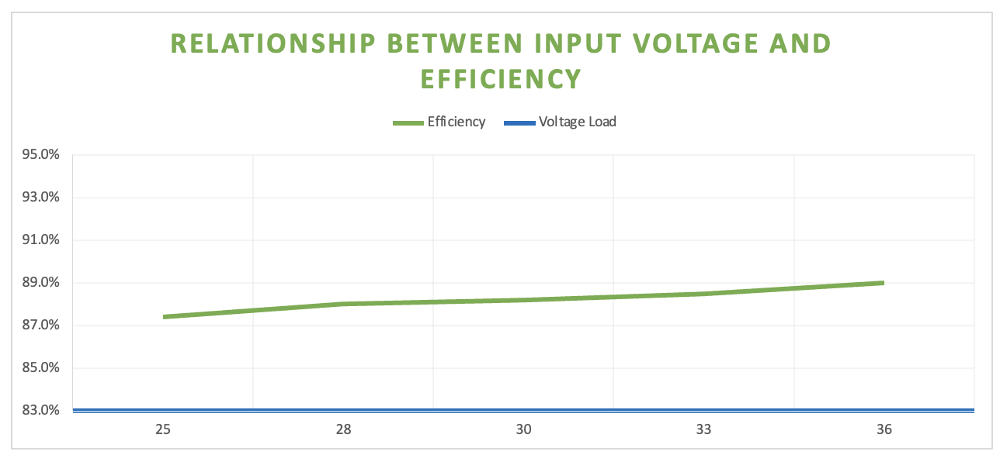 RELATIONSHIP BETWEEN INPUT VOLTAGE AND
EFFICIENCY
Efficiency Voltage Load
95.0%
93.0%
91.0%
89.0%
87.0%
85.0%
83.0%
25 28 30 33 36